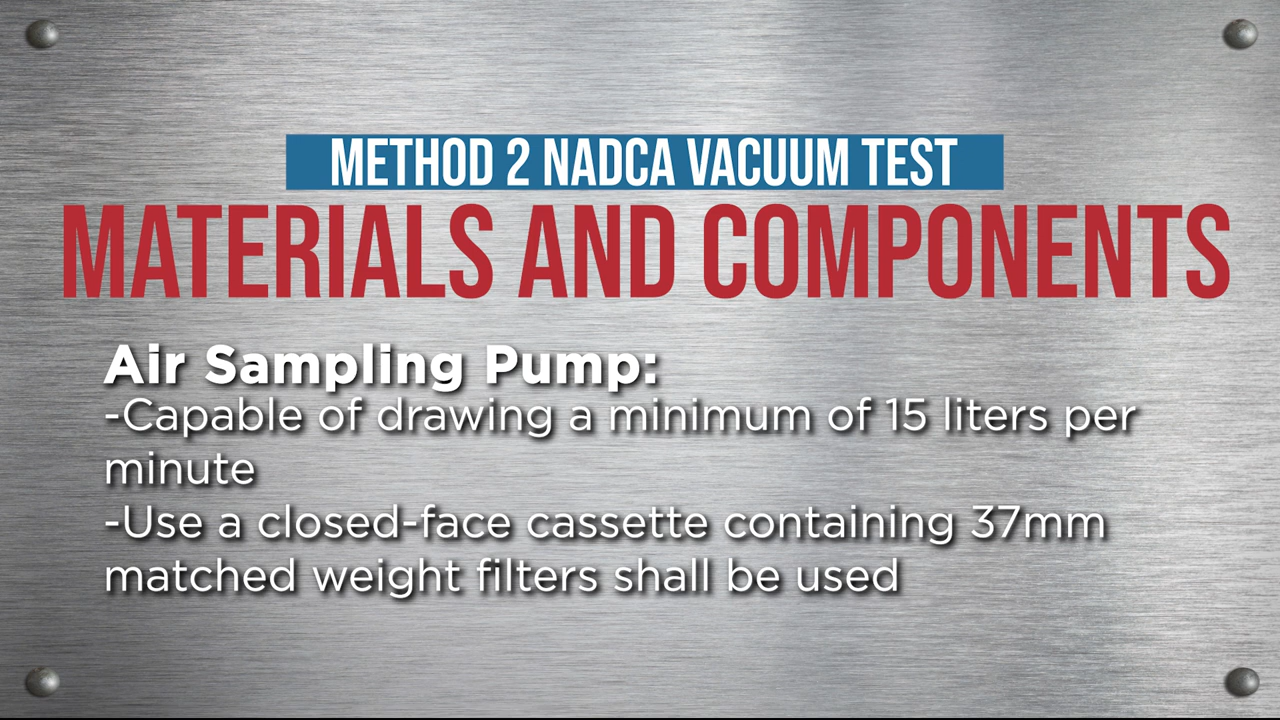 METHOD 2 NADCA VACUUM TEST
MATERIALS AND COMPONENTS
Air Sampling Pump:
-Capable of drawing a minimum of 15 liters per
minute
-Use a closed-face cassette containing 37mm
matched weight filters shall be used